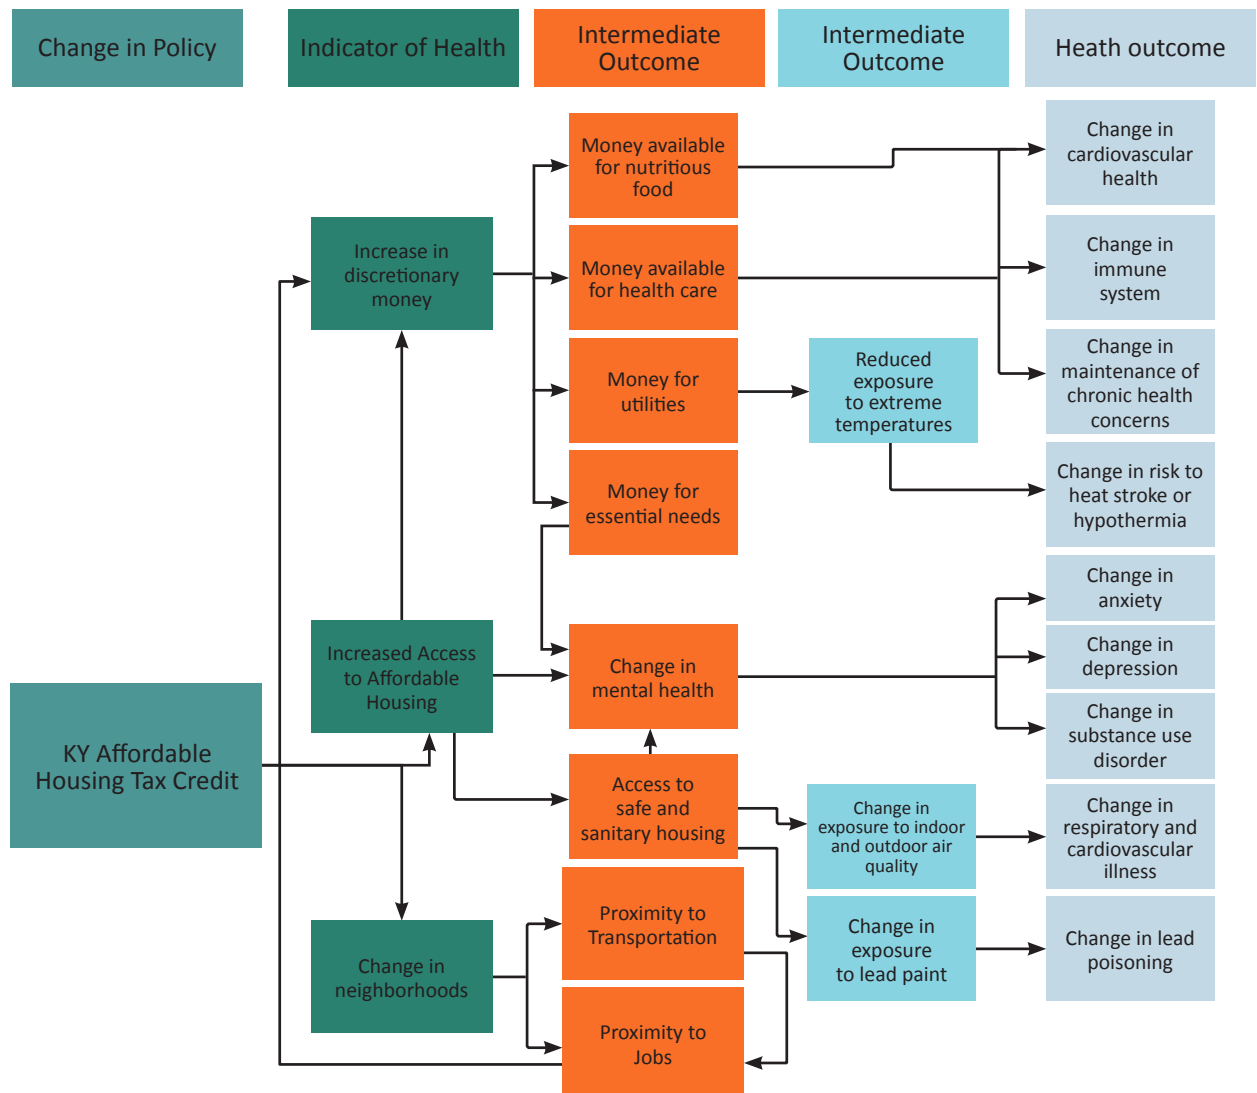 Change in Policy
Indicator of Health
Intermediate
Outcome
Intermediate
Outcome
Heath outcome
Money available
for nutritious
food
Change in
cardiovascular
health
Increase in
discretionary
money
Money available
for health care
Change in
immune
system
Money for
utilities
Reduced
exposure
to extreme
temperatures
Change in
maintenance of
chronic health
concerns
Money for
essential needs
Change in risk to
heat stroke or
hypothermia
Change in
anxiety
Increased Access
to Affordable
Housing
Change in
mental health
Change in
depression
KY Affordable
Housing Tax Credit
Change in
substance use
disorder
Access to
safe and
sanitary housing
Change in
exposure to indoor
and outdoor air
quality
Change in
respiratory and
cardiovascular
illness
Proximity to
Transportation
Change in
exposure
to lead paint
Change in lead
poisoning
Change in
neighborhoods
Proximity to
Jobs